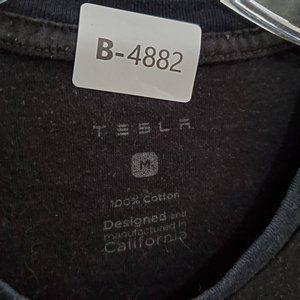 B-4882
TESLA
M
100% Cotton
Designed and
manufactured in
California